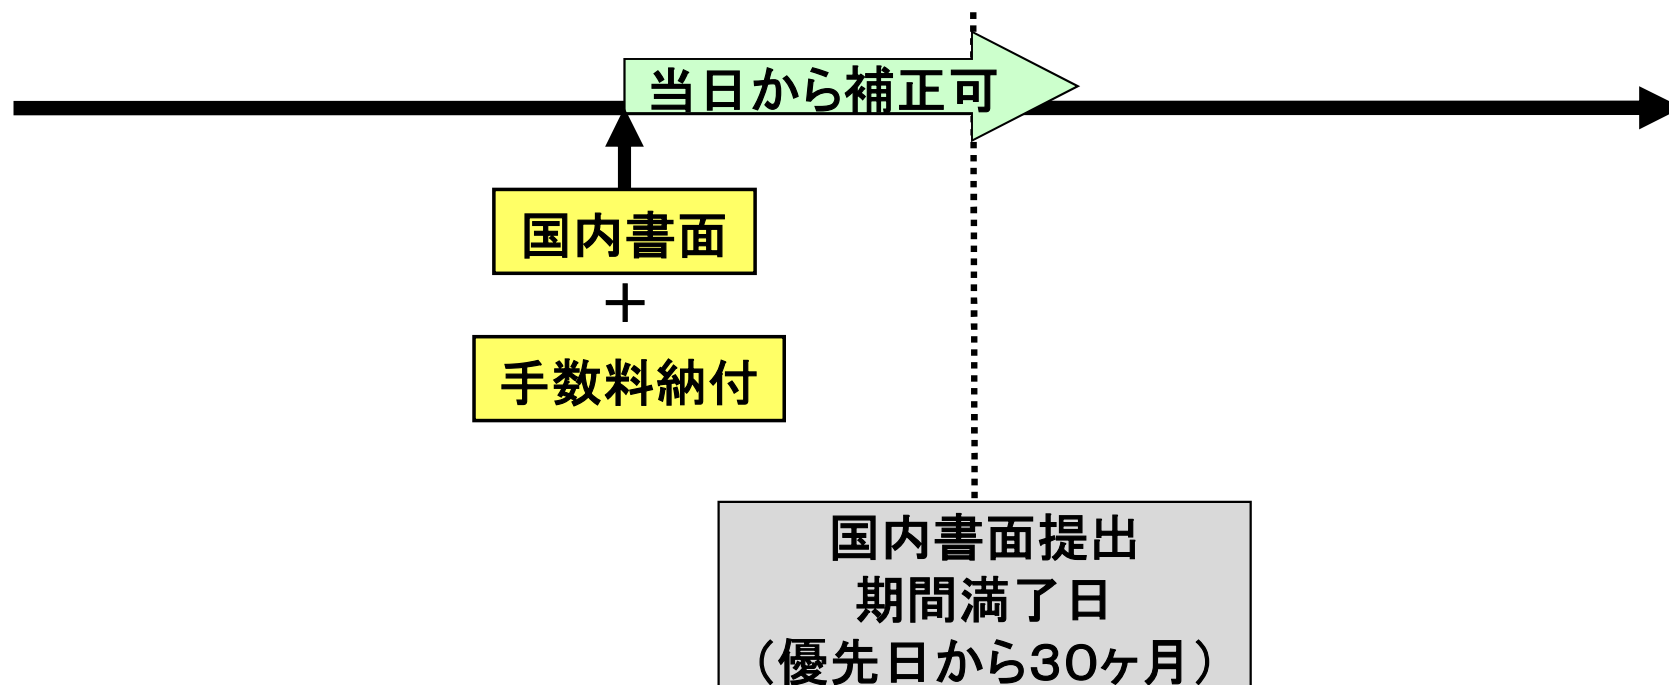 当日から補正可
国内書面
＋
手数料納付
国内書面提出
期間満了日
（優先日から30ヶ月）